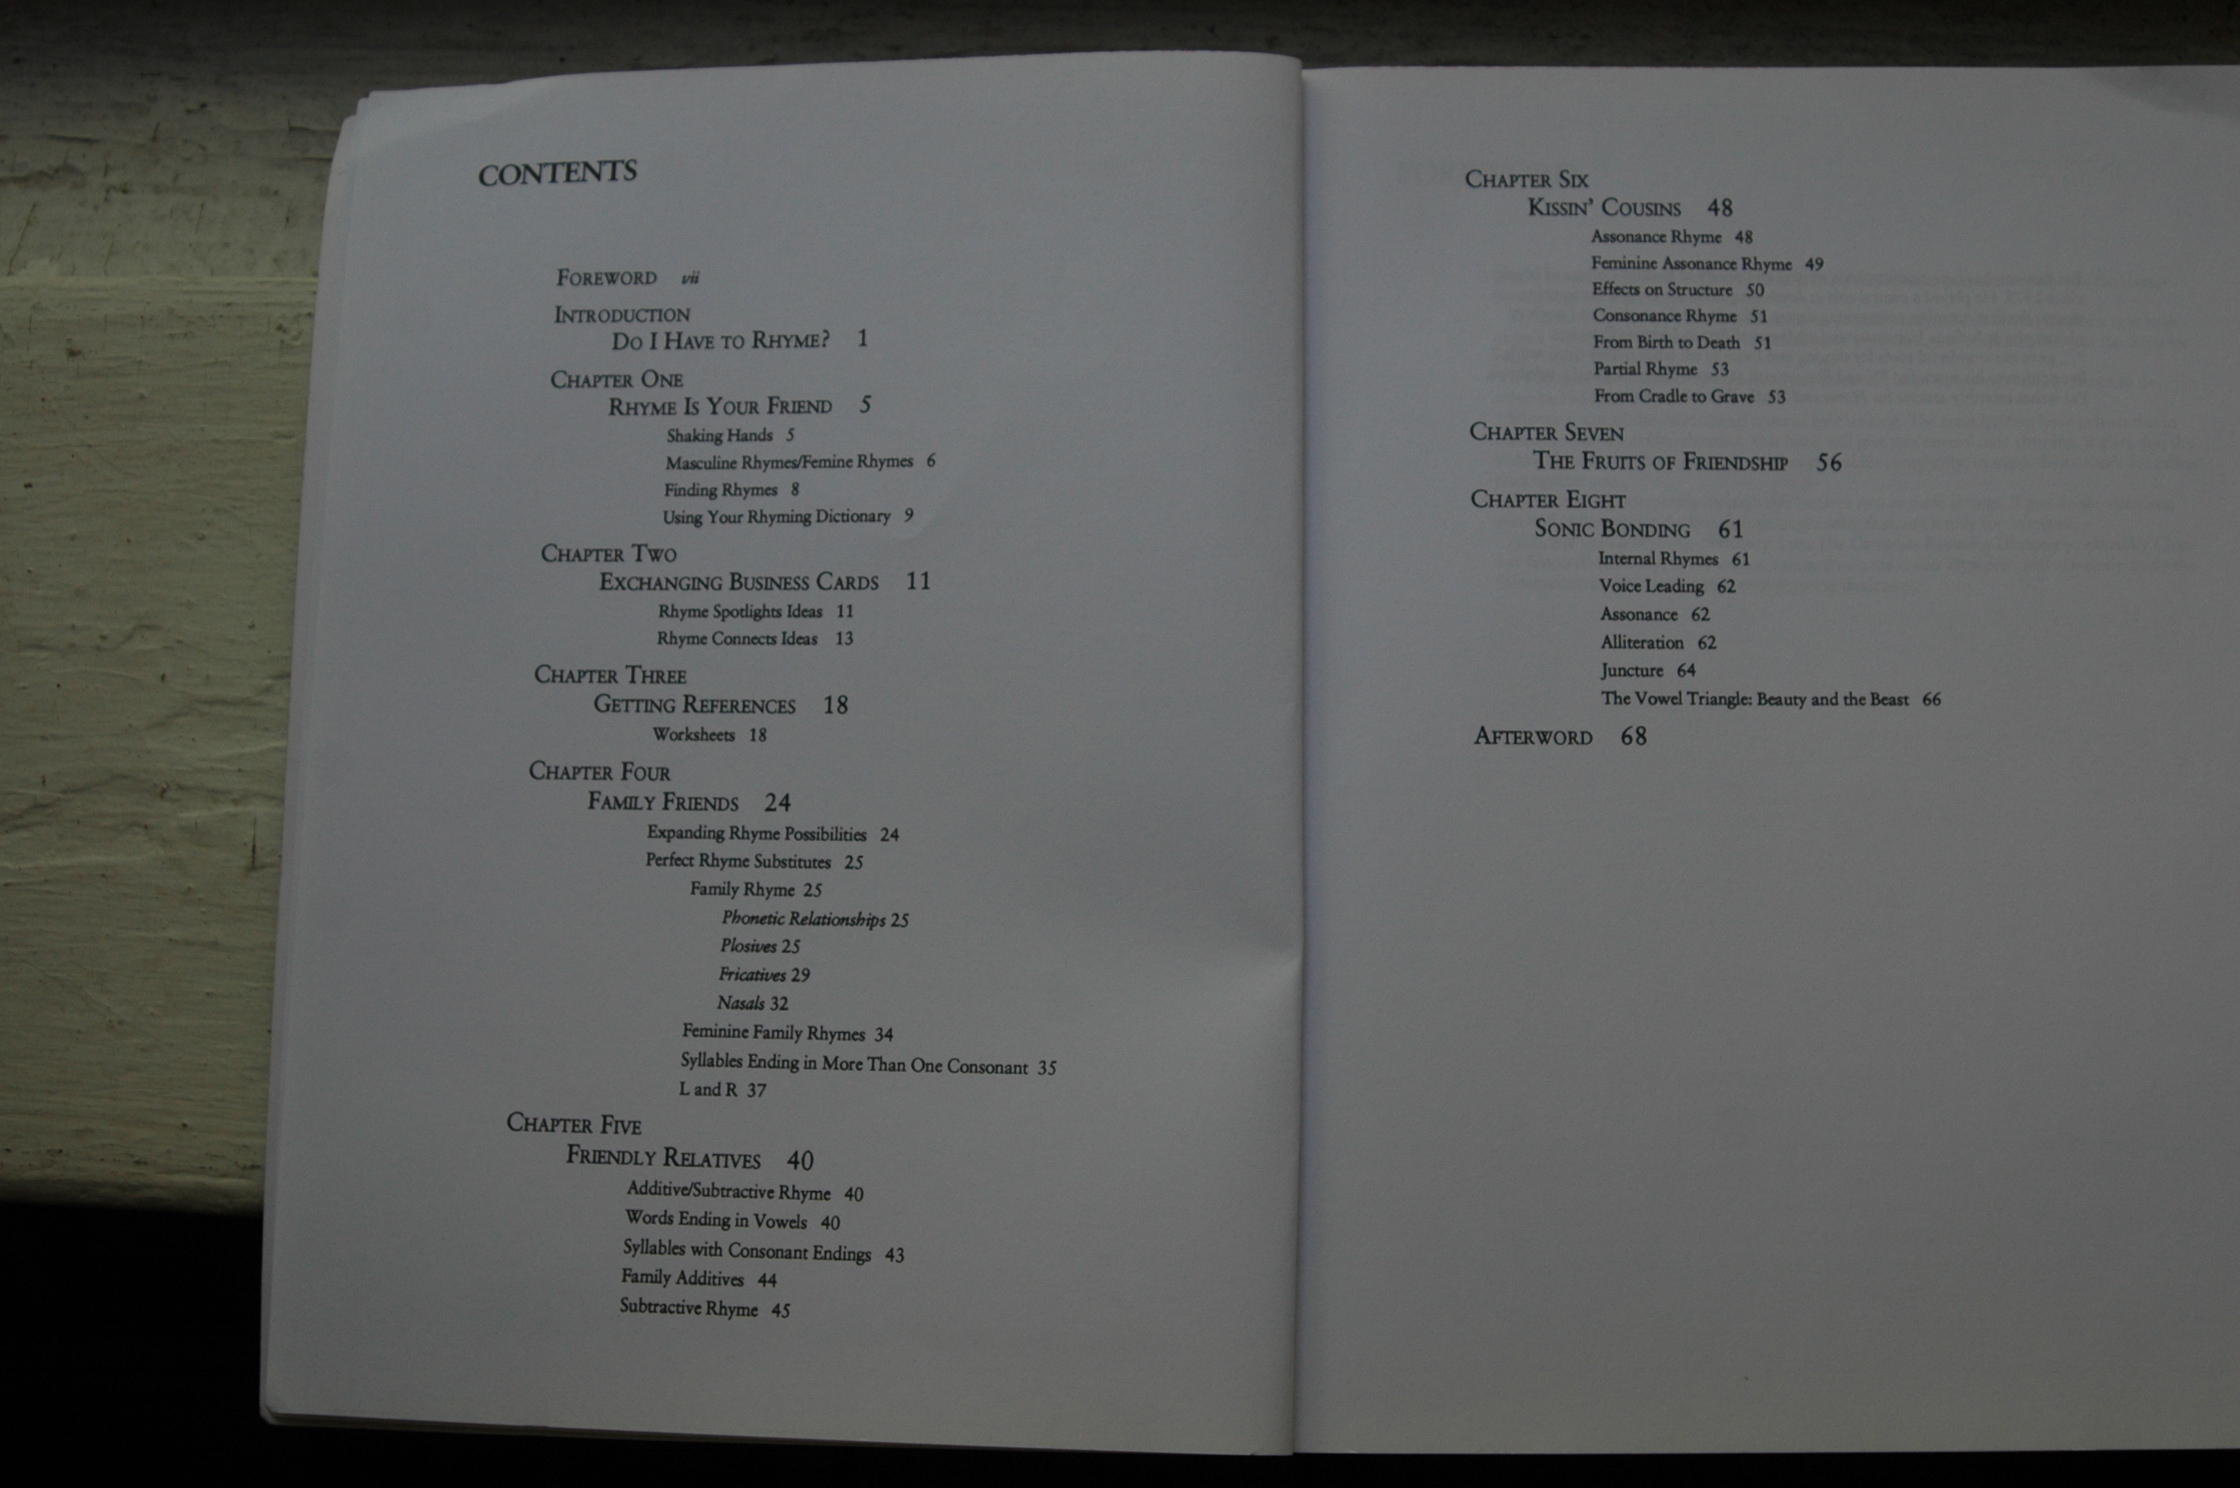 CONTENTS
FOREWORD vii
INTRODUCTION
DO I HAVE TO RHYME? 1
CHAPTER ONE
RHYME IS YOUR FRIEND 5
Shaking Hands 5
Masculine Rhymes/Femine Rhymes 6
Finding Rhymes 8
Using Your Rhyming Dictionary 9
CHAPTER TWO
EXCHANGING BUSINESS CARDS 11
Rhyme Spotlights Ideas 11
Rhyme Connects Ideas 13
CHAPTER THREE
GETTING REFERENCES 18
Worksheets 18
CHAPTER FOUR
FAMILY FRIENDS 24
Expanding Rhyme Possibilities 24
Perfect Rhyme Substitutes 25
Family Rhyme 25
Phonetic Relationships 25
Plosives 25
Fricatives 29
Nasals 32
Feminine Family Rhymes 34
Syllables Ending in More Than One Consonant 35
L and R 37
CHAPTER FIVE
FRIENDLY RELATIVES 40
Additive/Subtractive Rhyme 40
Words Ending in Vowels 40
Syllables with Consonant Endings 43
Family Additives 44
Subtractive Rhyme 45
CHAPTER SIX
KISSIN' COUSINS 48
Assonance Rhyme 48
Feminine Assonance Rhyme 49
Effects on Structure 50
Consonance Rhyme 51
From Birth to Death 51
Partial Rhyme 53
From Cradle to Grave 53
CHAPTER SEVEN
THE FRUITS OF FRIENDSHIP 56
CHAPTER EIGHT
SONIC BONDING 61
Internal Rhymes 61
Voice Leading 62
Assonance 62
Alliteration 62
Juncture 64
The Vowel Triangle: Beauty and the Beast 66
AFTERWORD 68